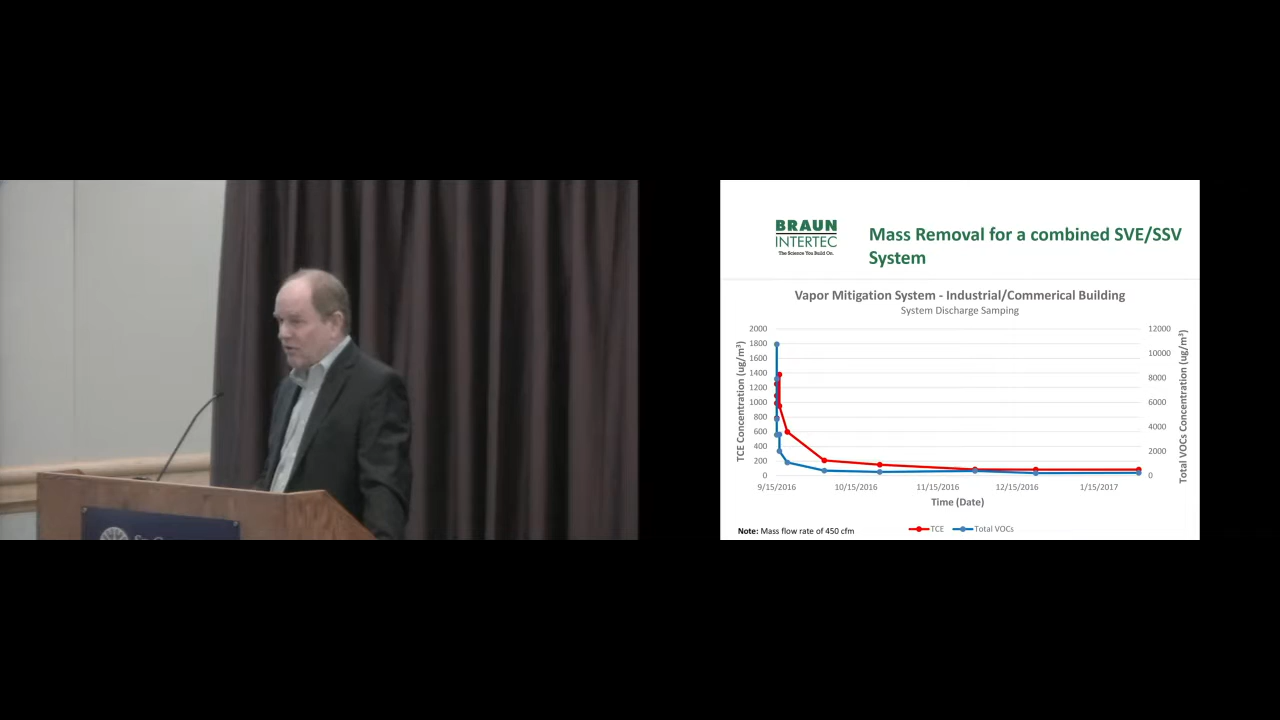 BRAUN
INTERTEC
The Science You Build On.
Mass Removal for a combined SVE/SSV
System
Vapor Mitigation System - Industrial/Commerical Building
System Discharge Samping
TCE Concentration (ug/m³)
2000
1800
1600
1400
1200
1000
800
600
400
200
0
12000
10000
8000
6000
4000
2000
0
Total VOCs Concentration (ug/m³)
9/15/2016 10/15/2016 11/15/2016 12/15/2016 1/15/2017
Time (Date)
TCE Total VOCs
Note: Mass flow rate of 450 cfm